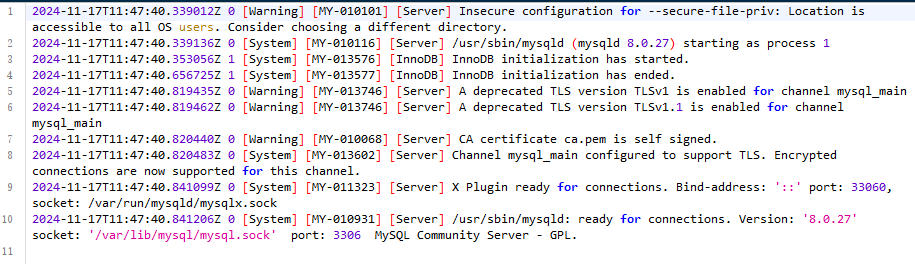 1 2024-11-17T11:47:40.339012Z 0 [Warning] [MY-010101] [Server] Insecure configuration for --secure-file-priv: Location is
accessible to all OS users. Consider choosing a different directory.
2 2024-11-17T11:47:40.339136Z 0 [System] [MY-010116] [Server] /usr/sbin/mysqld (mysqld 8.0.27) starting as process 1
3 2024-11-17T11:47:40.353056Z 1 [System] [MY-013576] [InnoDB] InnoDB initialization has started.
4 2024-11-17T11:47:40.656725Z 1 [System] [MY-013577] [InnoDB] InnoDB initialization has ended.
5 2024-11-17T11:47:40.819435Z 0 [Warning] [MY-013746] [Server] A deprecated TLS version TLSv1 is enabled for channel mysql_main
6 2024-11-17T11:47:40.819462Z 0 [Warning] [MY-013746] [Server] A deprecated TLS version TLSv1.1 is enabled for channel
mysql_main
7 2024-11-17T11:47:40.820440Z 0 [Warning] [MY-010068] [Server] CA certificate ca.pem is self signed.
8 2024-11-17T11:47:40.820483Z 0 [System] [MY-013602] [Server] Channel mysql_main configured to support TLS. Encrypted
connections are now supported for this channel.
9 2024-11-17T11:47:40.841099Z 0 [System] [MY-011323] [Server] X Plugin ready for connections. Bind-address: '::' port: 33060,
socket: /var/run/mysqld/mysqlx.sock
10 2024-11-17T11:47:40.841206Z 0 [System] [MY-010931] [Server] /usr/sbin/mysqld: ready for connections. Version: '8.0.27'
socket: '/var/lib/mysql/mysql.sock'  port: 3306  MySQL Community Server - GPL.
11